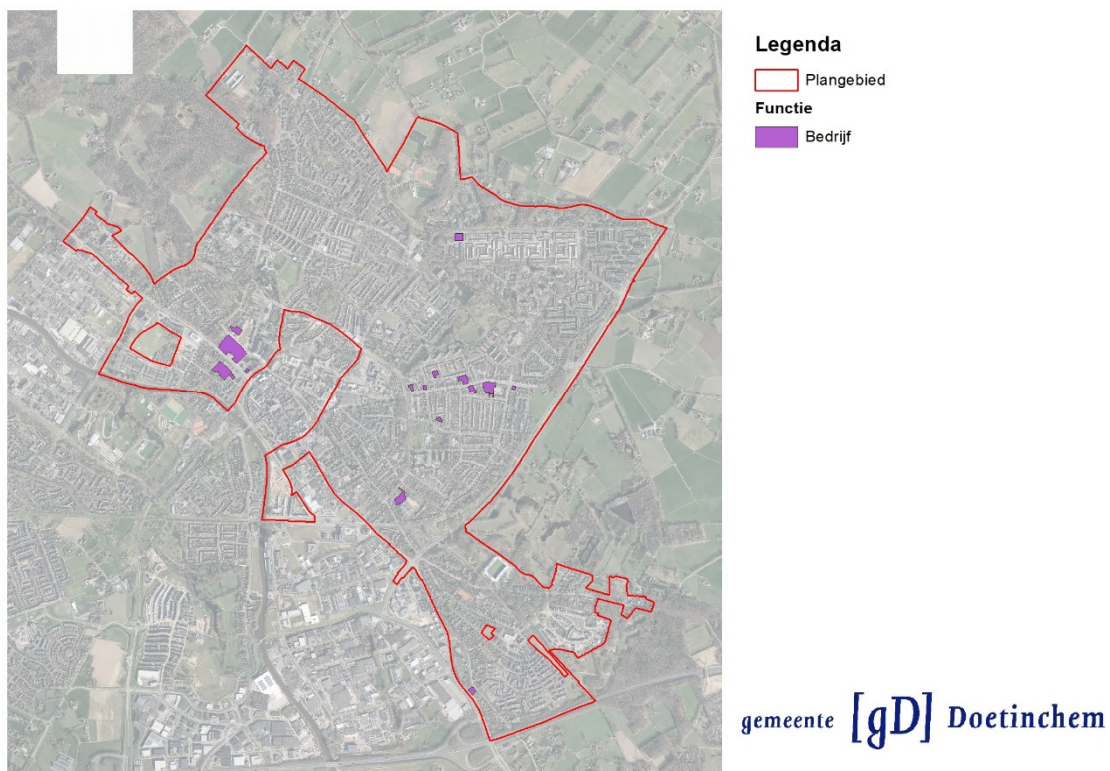 Legenda
Plangebied
Functie
Bedrijf
gemeente [gD] Doetinchem